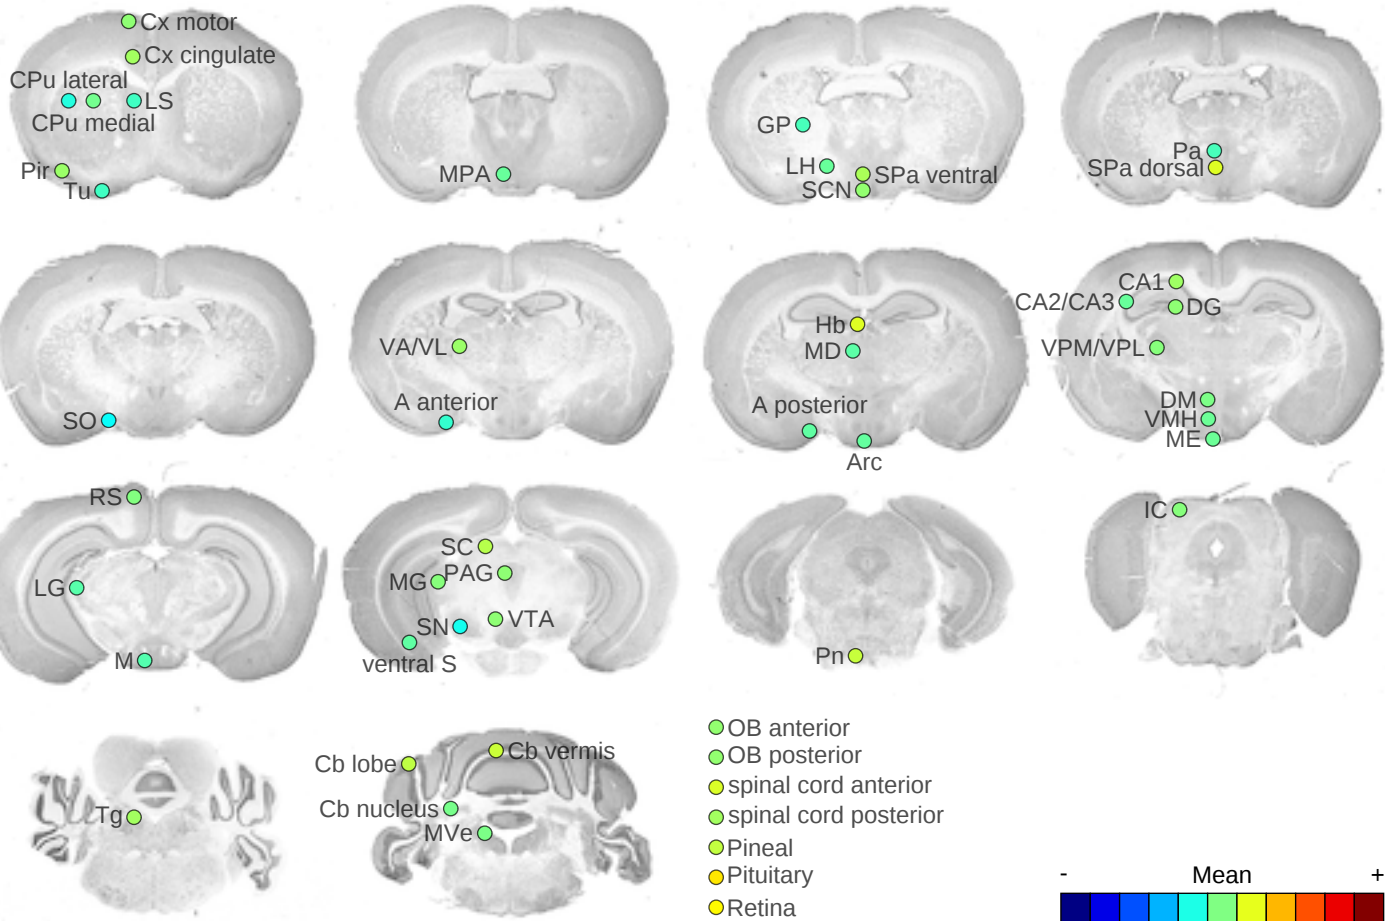 Cx motor
Cx cingulate
CPu lateral
LS
CPu medial
Pir
Tu
MPA
GP
LH
SPa ventral
SCN
Pa
SPa dorsal
SO
VA/VL
A anterior
Hb
MD
A posterior
Arc
CA1
CA2/CA3
DG
VPM/VPL
DM
VMH
ME
RS
LG
M
SC
MG
PAG
SN
VTA
ventral S
Pn
IC
Tg
Cb lobe
Cb vermis
Cb nucleus
MVe
OB anterior
OB posterior
spinal cord anterior
spinal cord posterior
Pineal
Pituitary
Retina
- Mean +